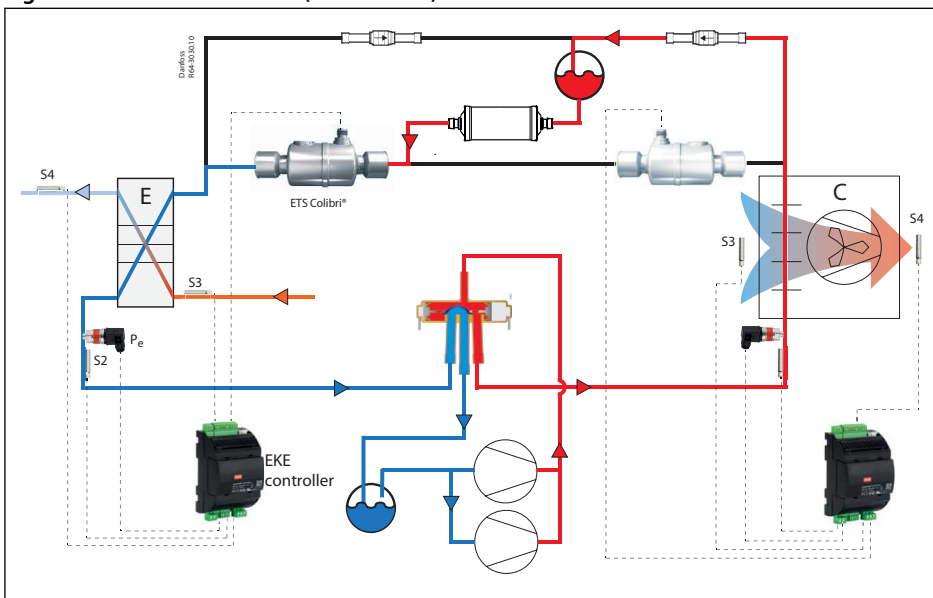 Danfoss
R64-3030.10
S4
E
ETS Colibri®
C
S3
S4
S3
Pe
S2
EKE
controller